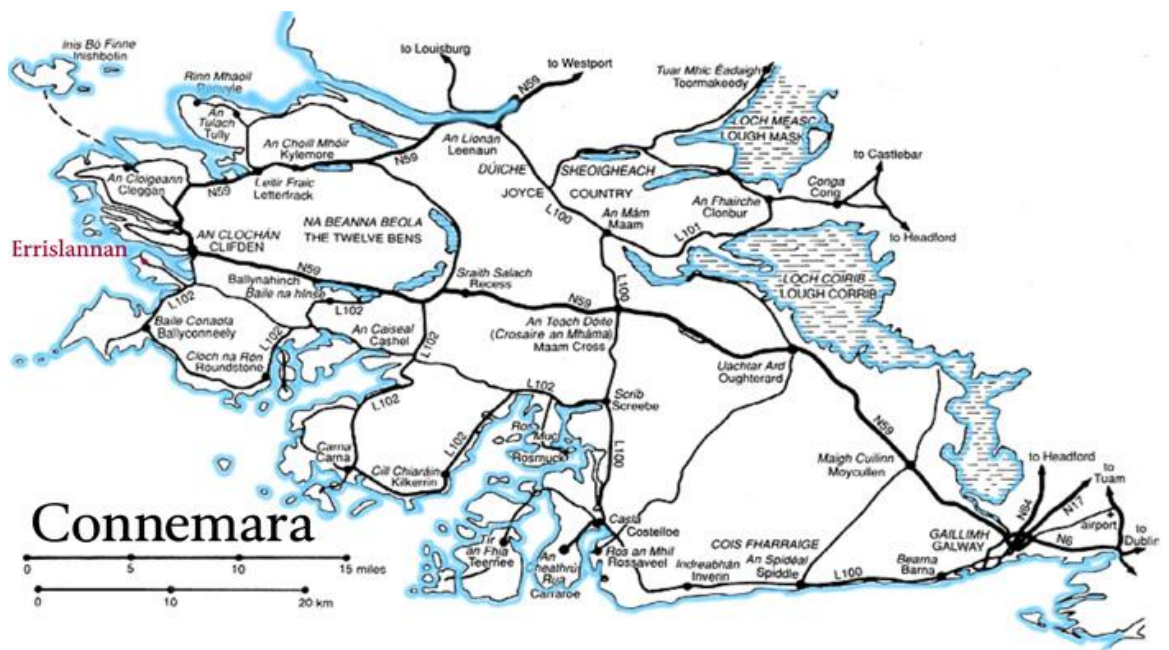 Inis Bó Finne
Inishbofin
to Louisburg
to Westport
N59
Rinn Mhaoil
Renvyle
An
Tulach
Tully
Tuar Mhic Éadaigh
Toormakeady
LOCH MEASC
LOUGH MASK
An Choill Mhóir
Kylemore
An Líonán
Leenaun
N59
to Castlebar
An Cloigeann
Cleggan
N59
Leitir Fraic
Letterfrack
DÚICHE
SHEOIGHEACH
JOYCE
COUNTRY
Conga
Cong
An Fhairche
Clonbur
L100
An Mám
Maam
L101
to Headford
NA BEANNA BEOLA
THE TWELVE BENS
AN CLOCHÁN
CLIFDEN
Errislannan
N59
Ballynahinch
Baile na hInse
L102
Sraith Salach
Recess
N59
L100
LOCH COIRIB
LOUGH CORRIB
L102
Baile Conaola
Ballyconneely
L102
Cloch na Rón
Roundstone
An Caiseal
Cashel
L102
An Teach Dóite
(Crosaire an Mháma)
Maam Cross
Uachtar Ard
Oughterard
L102
L102
Scríb
Screebe
N59
L102
Ros
Muc
Rosmuck
L100
Carna
Carna
Cill Chiaráin
Kilkerrin
Maigh Cuilinn
Moycullen
to Headford
to
Tuam
N84
N17
airport
to
Dublin
N6
GAILLIMH
GALWAY
Connemara
0
5
10
15 miles
0
10
20 km
Tír
an Fhia
Teernee
Casla
Costelloe
An
Cheathrú
Rua
Carraroe
Ros an Mhíl
Rossaveel
COIS FHARRAIGE
Indreabhán
Inverin
An Spidéal
Spiddle
L100
Bearna
Barna